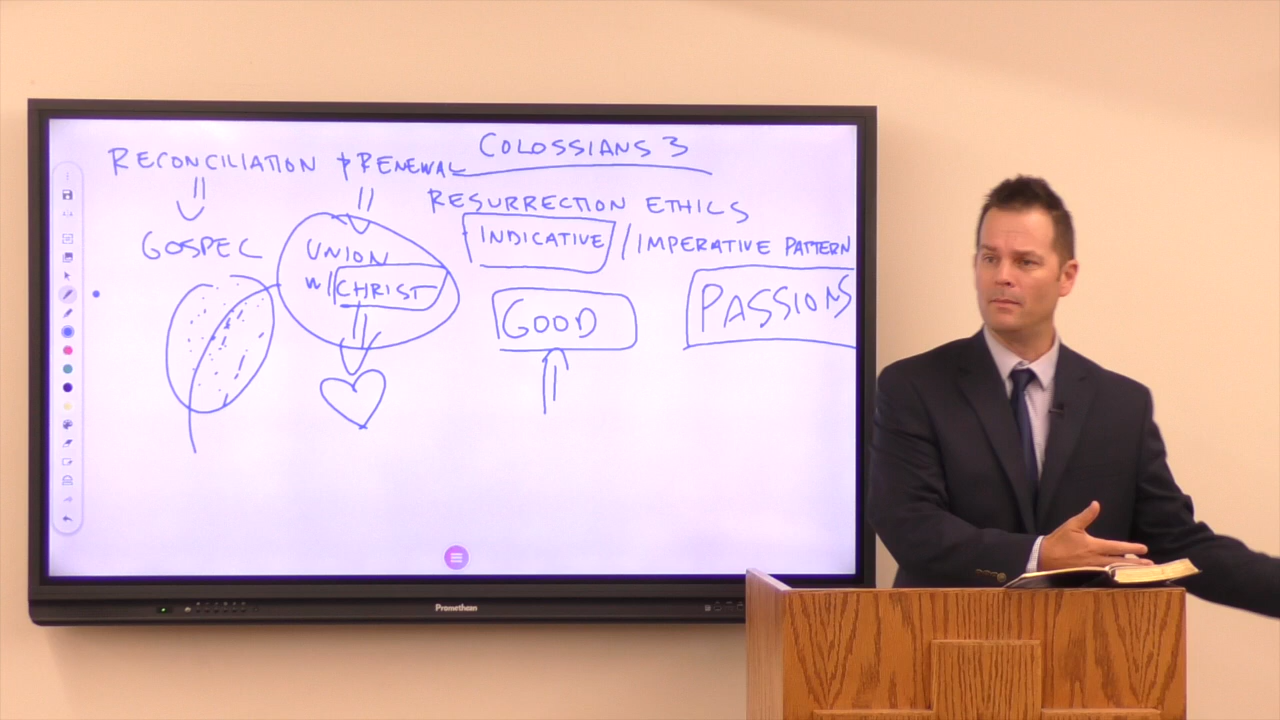 COLOSSIANS 3
RECONCILIATION & RENEWAL
RESURRECTION ETHICS
GOSPEL
UNION
w/ CHRIST
INDICATIVE / IMPERATIVE PATTERN
GOOD
PASSIONS
Promethean